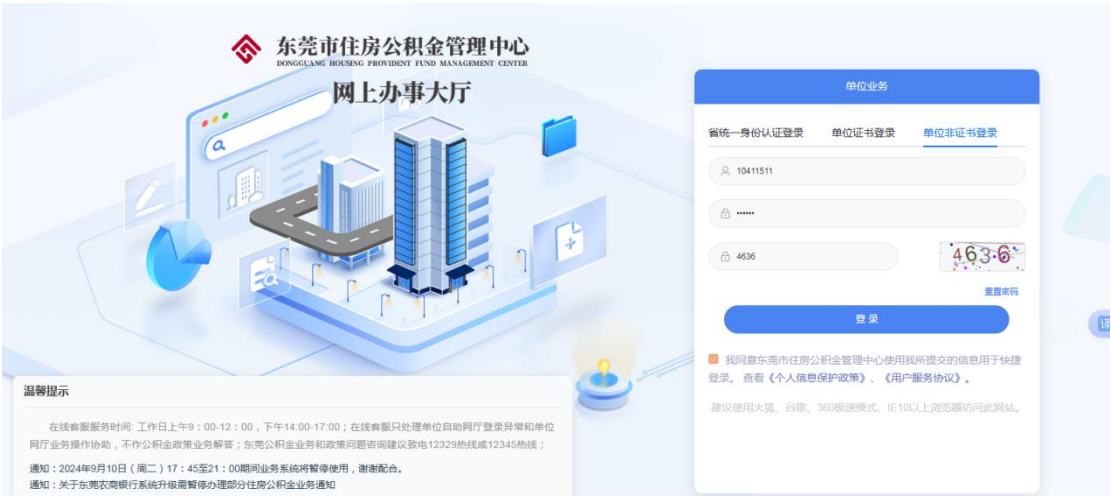 东莞市住房公积金管理中心
DONGGUANG HOUSING PROVIDENT FUND MANAGEMENT CENTER
网上办事大厅
单位业务
省统一身份认证登录 单位证书登录 单位非证书登录
10411511
••••••
4636 4636
重置密码
登 录
我同意东莞市住房公积金管理中心使用我所提交的信息用于快捷
登录。 查看《个人信息保护政策》、《用户服务协议》。
建议使用火狐、谷歌、360极速模式、IE10以上浏览器访问此网站。
译
温馨提示
在线客服服务时间: 工作日上午9：00-12：00，下午14:00-17:00；在线客服只处理单位自助网厅登录异常和单位
网厅业务操作协助，不作公积金政策业务解答；东莞公积金业务和政策问题咨询建议致电12329热线或12345热线；
通知：2024年9月10日（周二）17：45至21：00期间业务系统将暂停使用，谢谢配合。
通知：关于东莞农商银行系统升级需暂停办理部分住房公积金业务通知